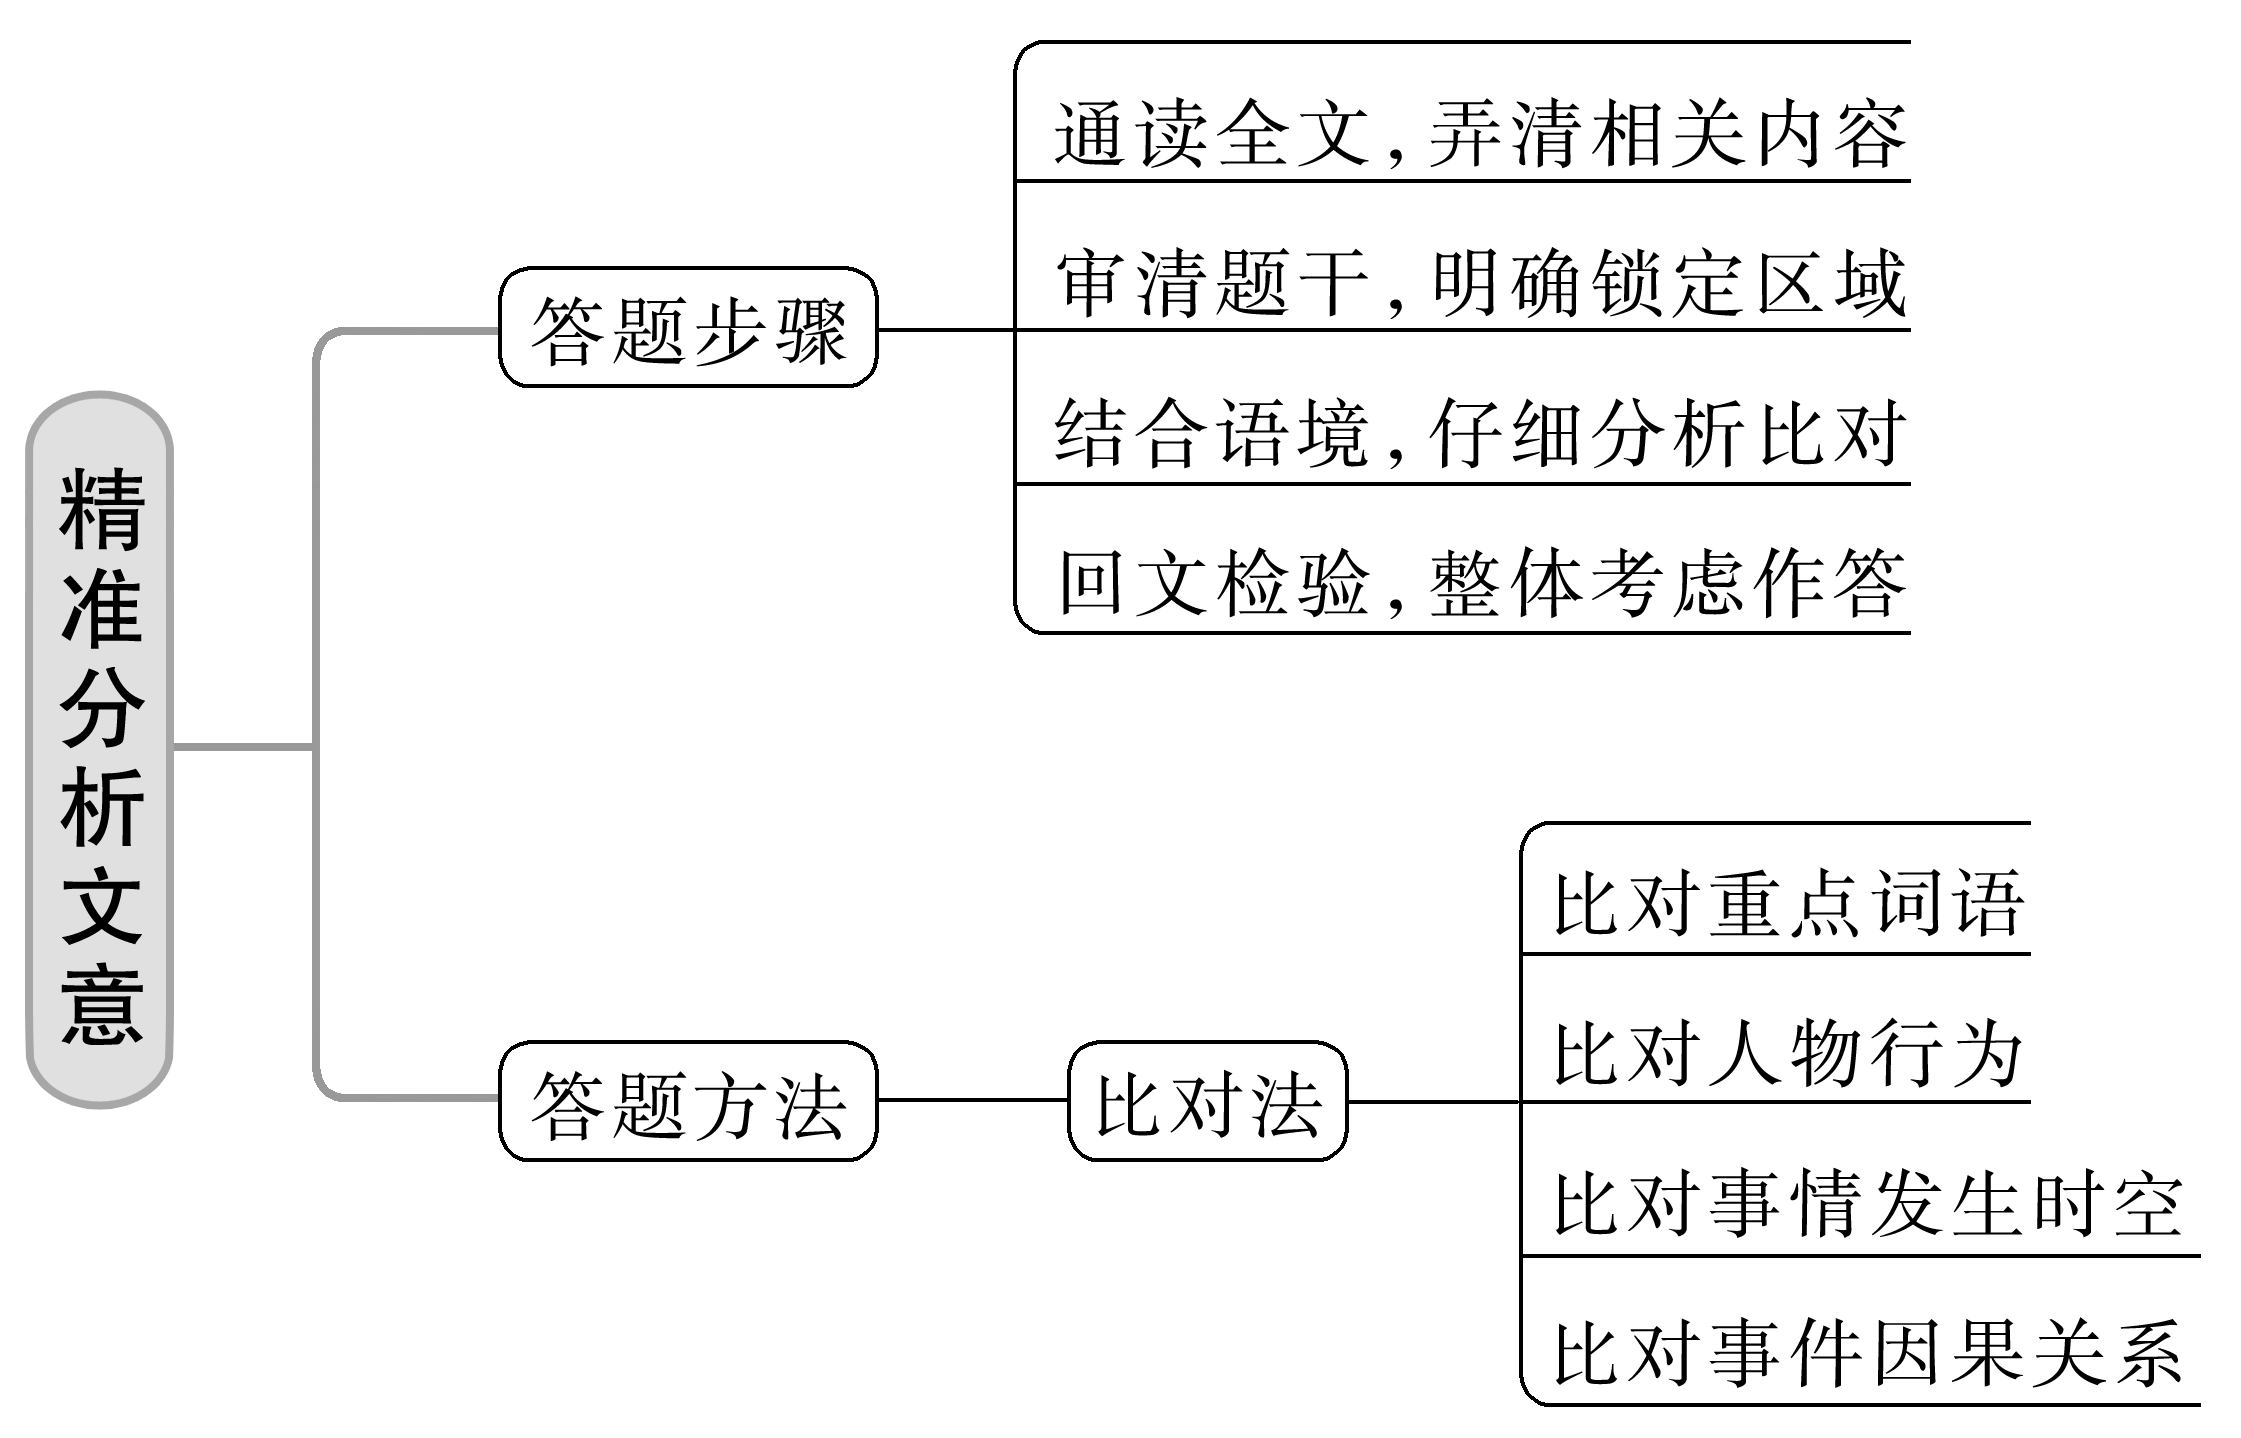 精准分析文意
答题步骤
通读全文，弄清相关内容
审清题干，明确锁定区域
结合语境，仔细分析比对
回文检验，整体考虑作答
答题方法
比对法
比对重点词语
比对人物行为
比对事情发生时空
比对事件因果关系